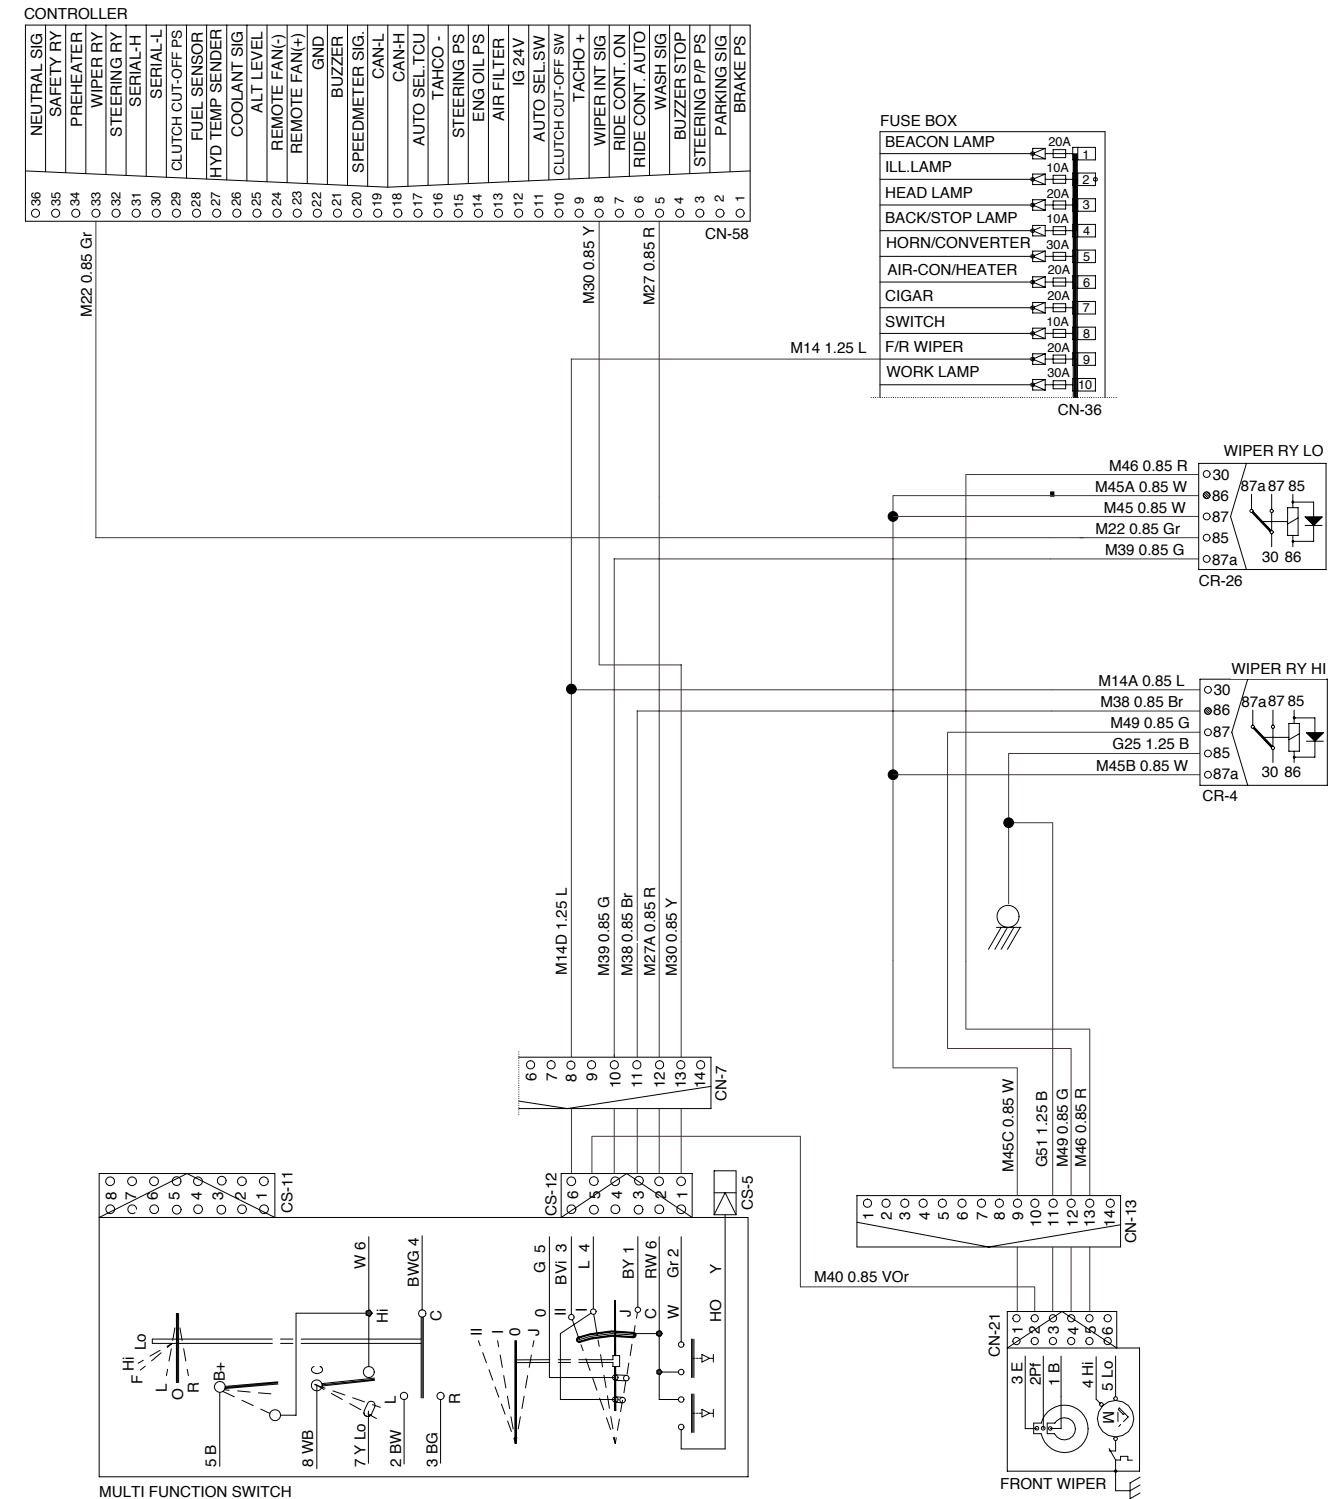 CONTROLLER
NEUTRAL SIG
SAFETY RY
PREHEATER
WIPER RY
STEERING RY
SERIAL-H
SERIAL-L
CLUTCH CUT-OFF PS
FUEL SENSOR
HYD TEMP SENDER
COOLANT SIG
ALT LEVEL
REMOTE FAN(-)
REMOTE FAN(+)
GND
BUZZER
SPEEDMETER SIG.
CAN-L
CAN-H
AUTO SEL.TCU
TAHCO -
STEERING PS
ENG OIL PS
AIR FILTER
IG 24V
AUTO SEL.SW
CLUTCH CUT-OFF SW
TACHO +
WIPER INT SIG
RIDE CONT. ON
RIDE CONT. AUTO
WASH SIG
BUZZER STOP
STEERING P/P PS
PARKING SIG
BRAKE PS
36 35 34 33 32 31 30 29 28 27 26 25 24 23 22 21 20 19 18 17 16 15 14 13 12 11 10 9 8 7 6 5 4 3 2 1
CN-58
M22 0.85 Gr
M30 0.85 Y
M27 0.85 R
FUSE BOX
BEACON LAMP 20A 1
ILL.LAMP 10A 2
HEAD LAMP 20A 3
BACK/STOP LAMP 10A 4
HORN/CONVERTER 30A 5
AIR-CON/HEATER 20A 6
CIGAR 20A 7
SWITCH 10A 8
M14 1.25 L F/R WIPER 20A 9
WORK LAMP 30A 10
CN-36
WIPER RY LO
M46 0.85 R 30
M45A 0.85 W 86
M45 0.85 W 87
M22 0.85 Gr 85
M39 0.85 G 87a
87a 87 85
30 86
CR-26
WIPER RY HI
M14A 0.85 L 30
M38 0.85 Br 86
M49 0.85 G 87
G25 1.25 B 85
M45B 0.85 W 87a
87a 87 85
30 86
CR-4
M14D 1.25 L
M39 0.85 G
M38 0.85 Br
M27A 0.85 R
M30 0.85 Y
6 7 8 9 10 11 12 13 14
CN-7
M45C 0.85 W
G51 1.25 B
M49 0.85 G
M46 0.85 R
8 7 6 5 4 3 2 1
CS-11
CS-12
6 5 4 3 2 1
CS-5
1 2 3 4 5 6 7 8 9 10 11 12 13 14
CN-13
M40 0.85 VOr
W 6
BWG 4
G 5
BVi 3
L 4
BY 1
RW 6
Gr 2
Y
O
II
I
J
C
W
HO
Hi
C
Lo
Hi
F
L
O
R
B+
C
L
R
II
I
O
J
5 B
8 WB
7 Y Lo
2 BW
3 BG
MULTI FUNCTION SWITCH
CN-21
1 2 3 4 5 6
3 E
2Pf
1 B
4 Hi
5 Lo
M
FRONT WIPER